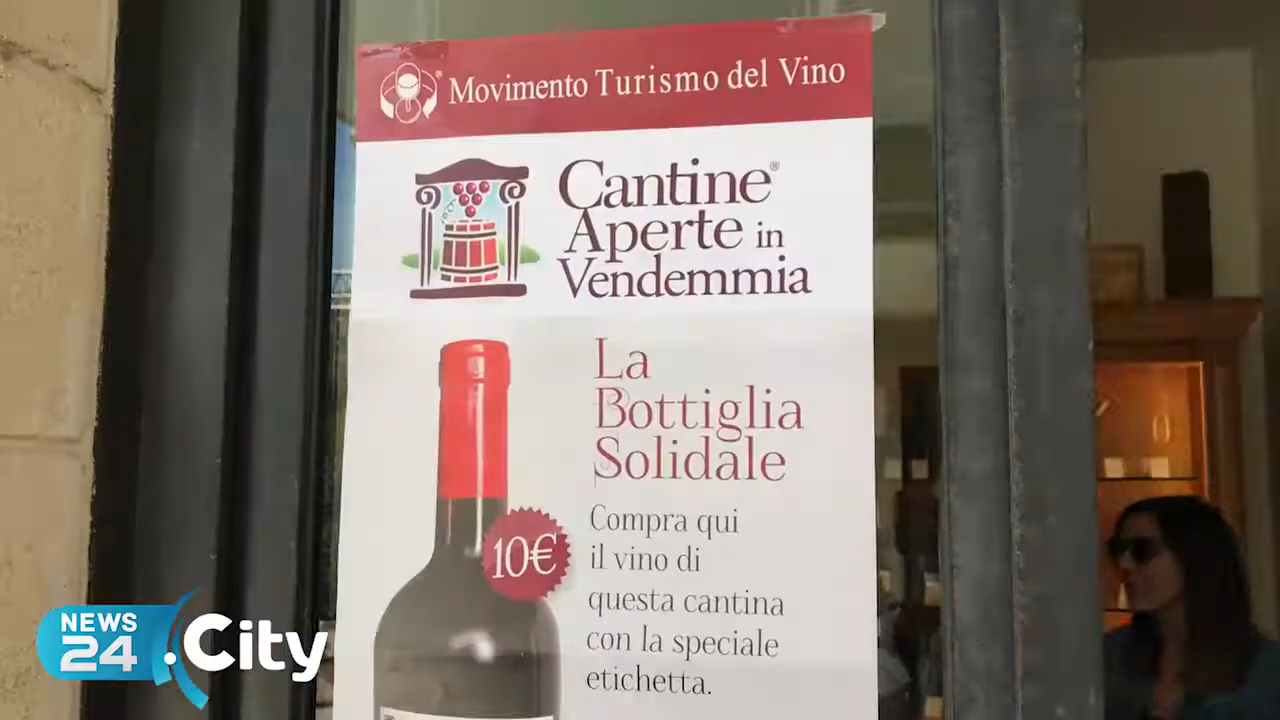 Movimento Turismo del Vino
Cantine®
Aperte in
Vendemmia
La
Bottiglia
Solidale
10€
Compra qui
il vino di
questa cantina
con la speciale
etichetta.
NEWS
24
.City